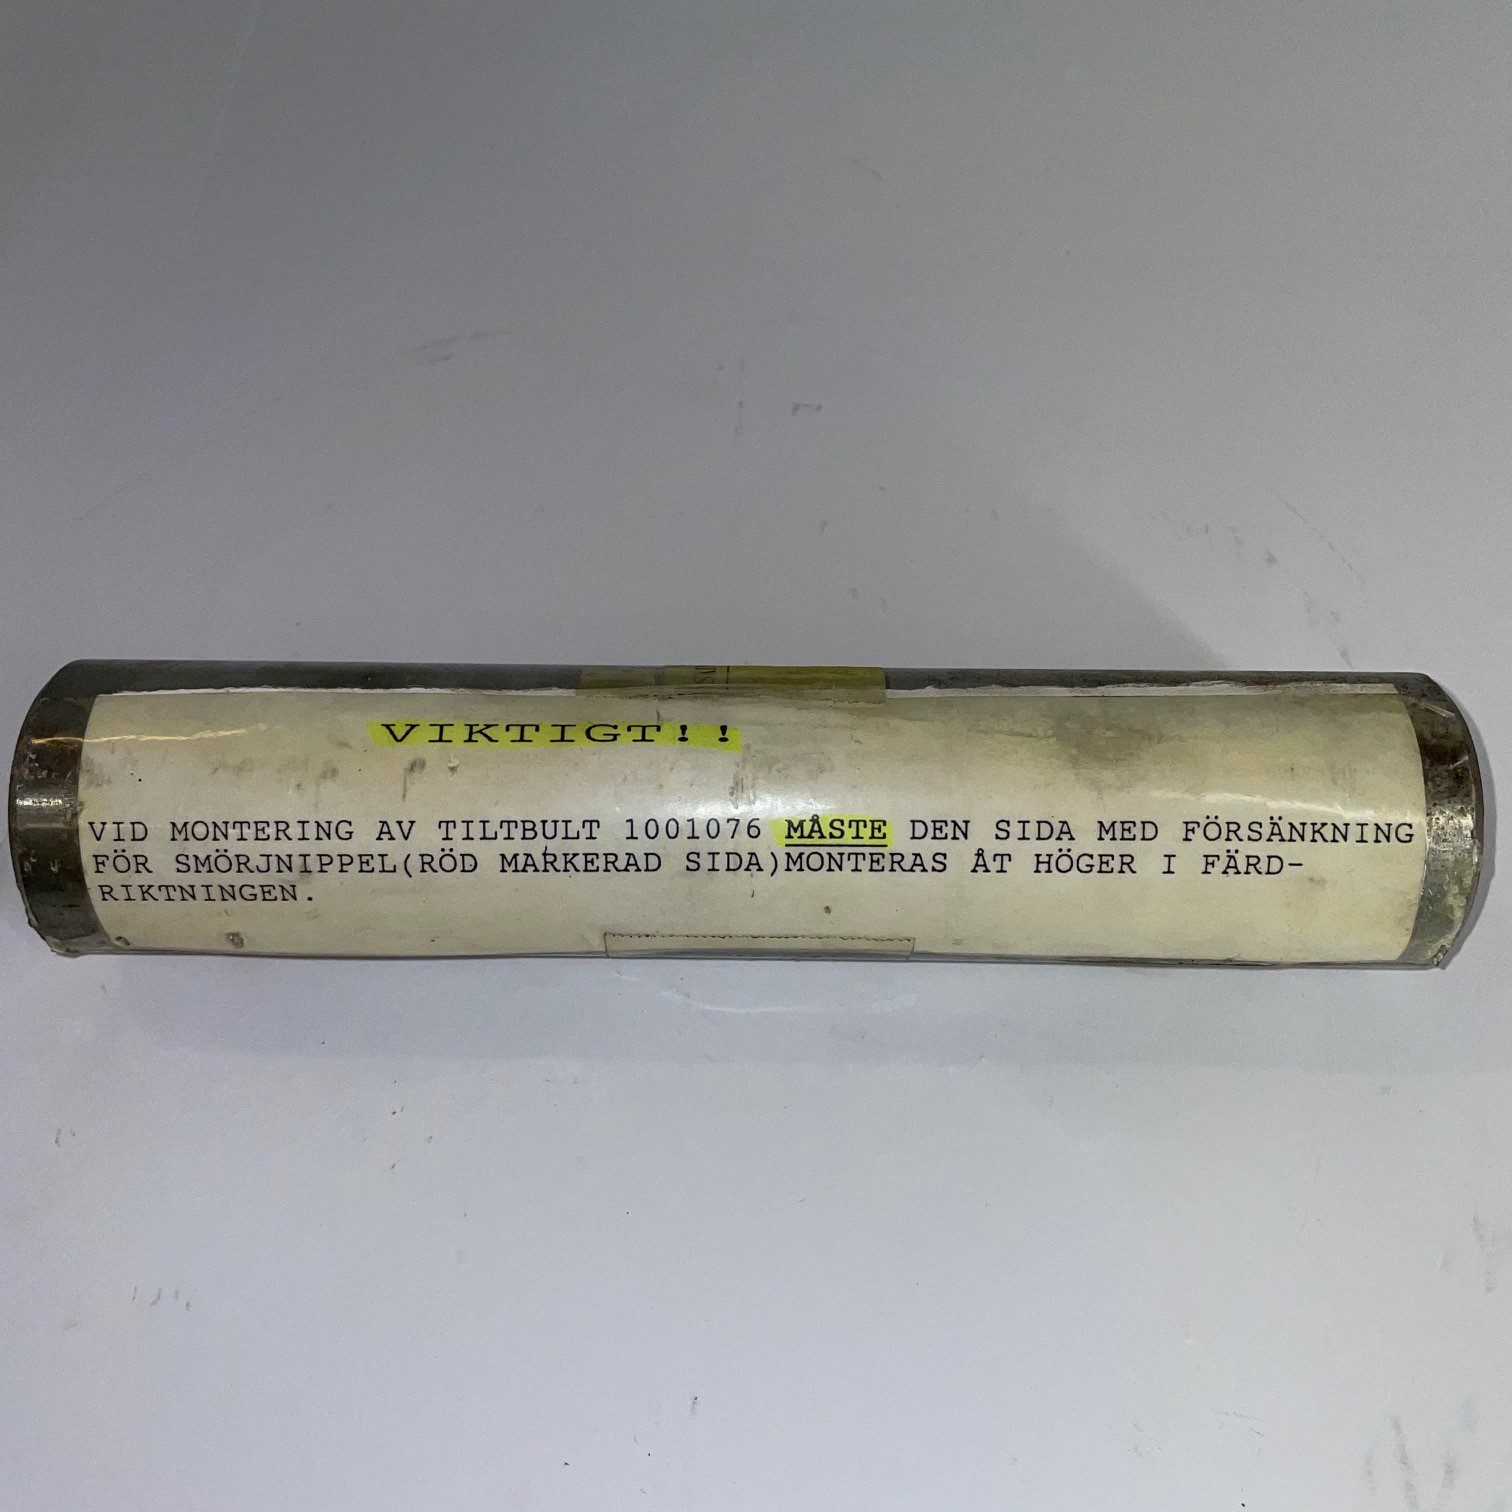 VIKTIGT!!
VID MONTERING AV TILTBULT 1001076 MÅSTE DEN SIDA MED FÖRSÄNKNING
FÖR SMÖRJNIPPEL(RÖD MARKERAD SIDA)MONTERAS ÅT HÖGER I FÄRD-
RIKTNINGEN.